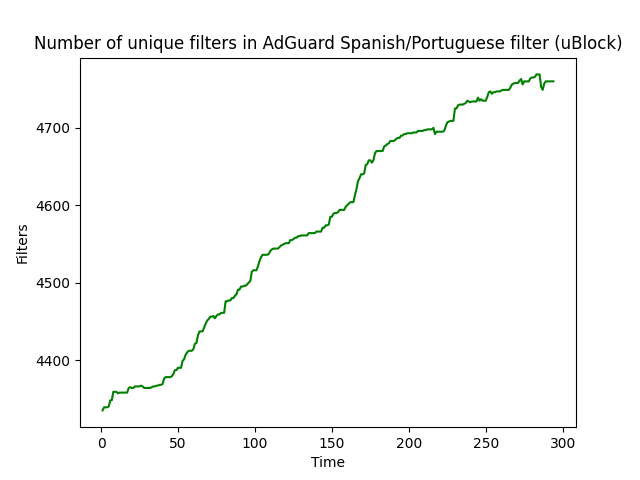 Number of unique filters in AdGuard Spanish/Portuguese filter (uBlock)
4700
4600
4500
4400
Filters
0 50 100 150 200 250 300
Time